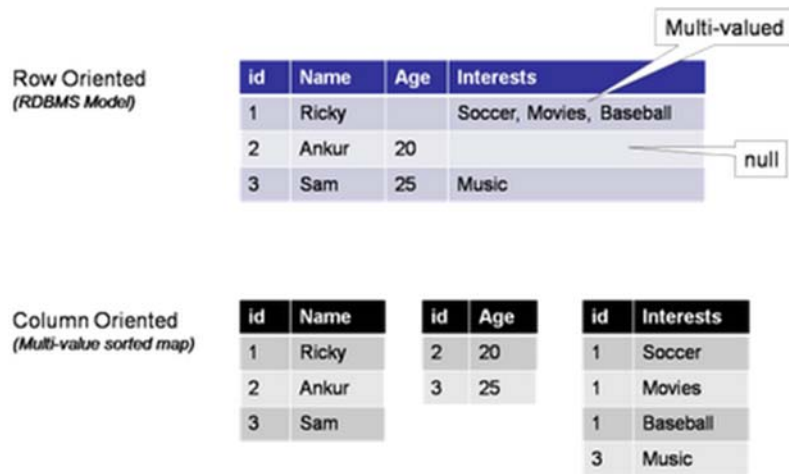 Multi-valued
Row Oriented
(RDBMS Model)
id Name Age Interests
1 Ricky Soccer, Movies, Baseball
2 Ankur 20
null
3 Sam 25 Music
Column Oriented
(Multi-value sorted map)
id Name
1 Ricky
2 Ankur
3 Sam
id Age
2 20
3 25
id Interests
1 Soccer
1 Movies
1 Baseball
3 Music